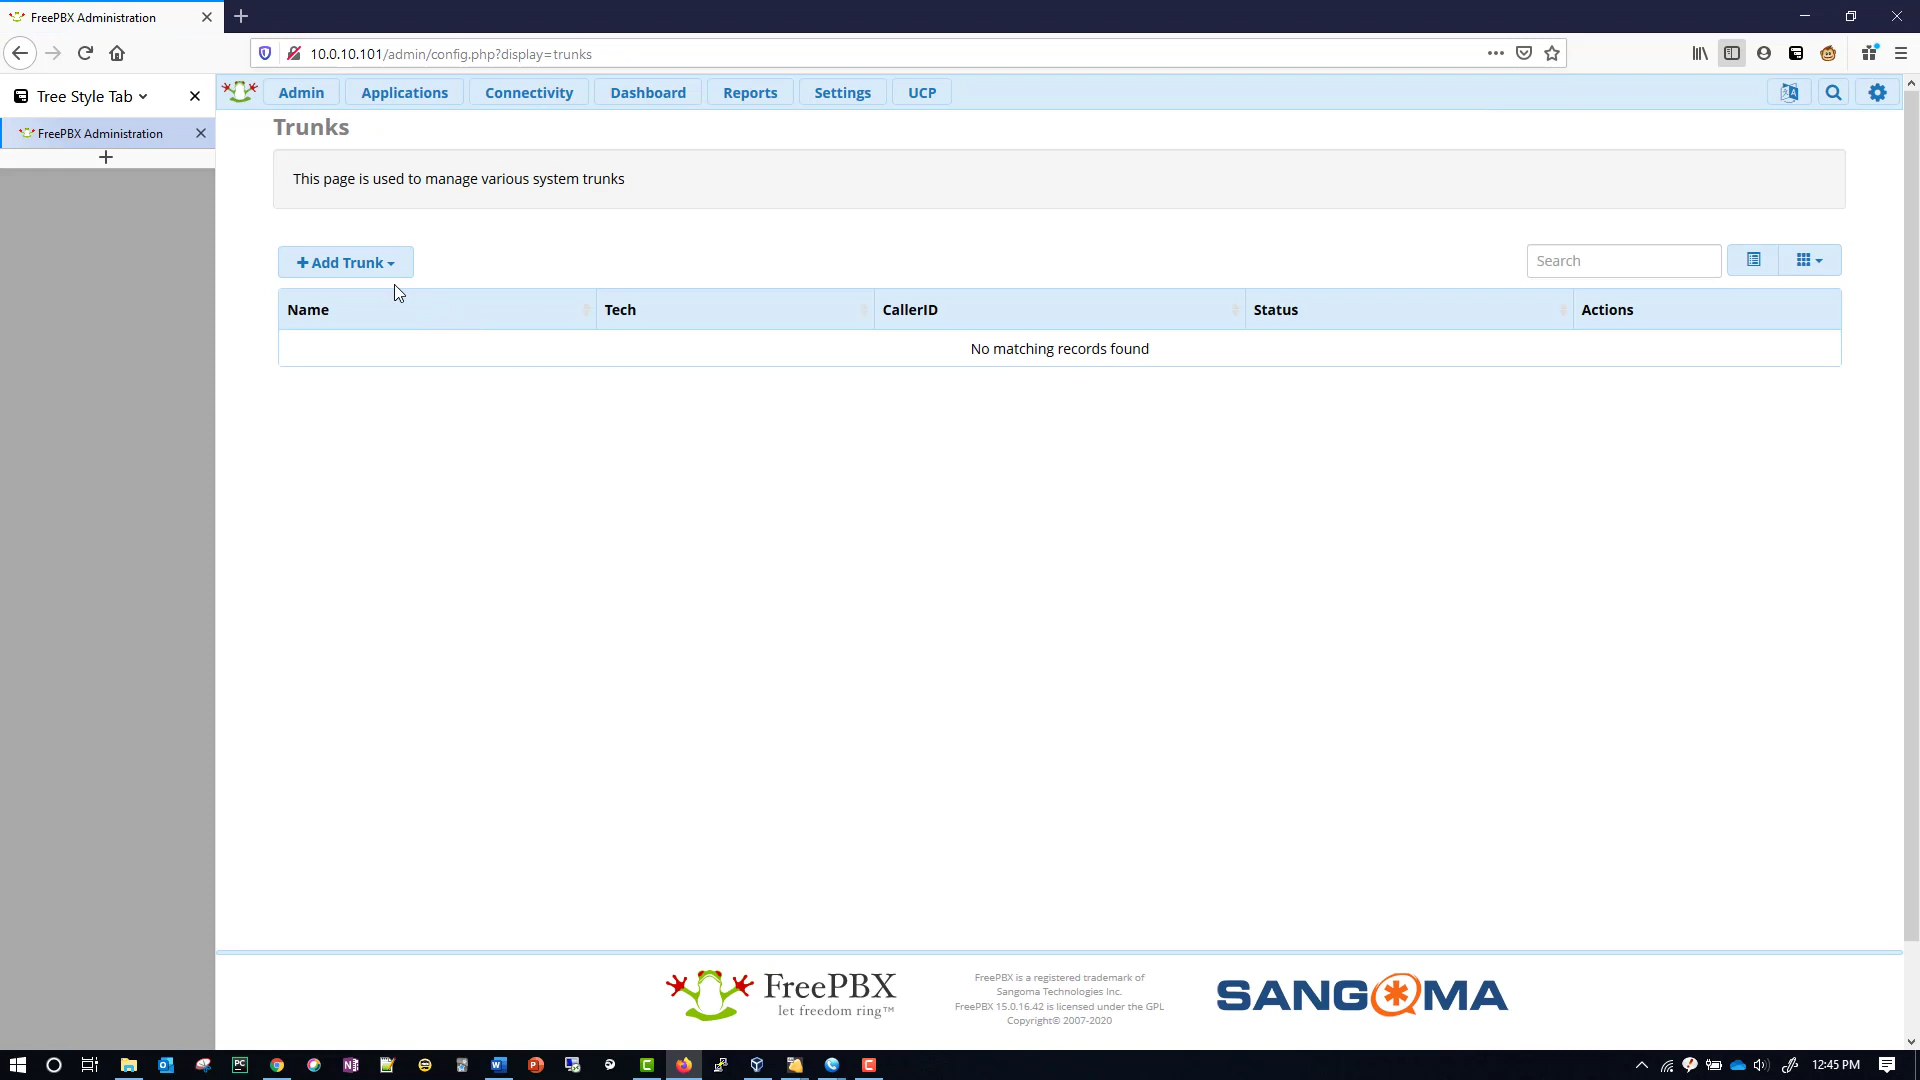 FreePBX Administration
10.0.10.101/admin/config.php?display=trunks
Tree Style Tab
FreePBX Administration
Admin
Applications
Connectivity
Dashboard
Reports
Settings
UCP
Trunks
This page is used to manage various system trunks
Add Trunk
Search
Name
Tech
CallerID
Status
Actions
No matching records found
FreePBX
let freedom ring™
FreePBX is a registered trademark of
Sangoma Technologies Inc.
FreePBX 15.0.16.42 is licensed under the GPL
Copyright© 2007-2020
SANGOMA
12:45 PM